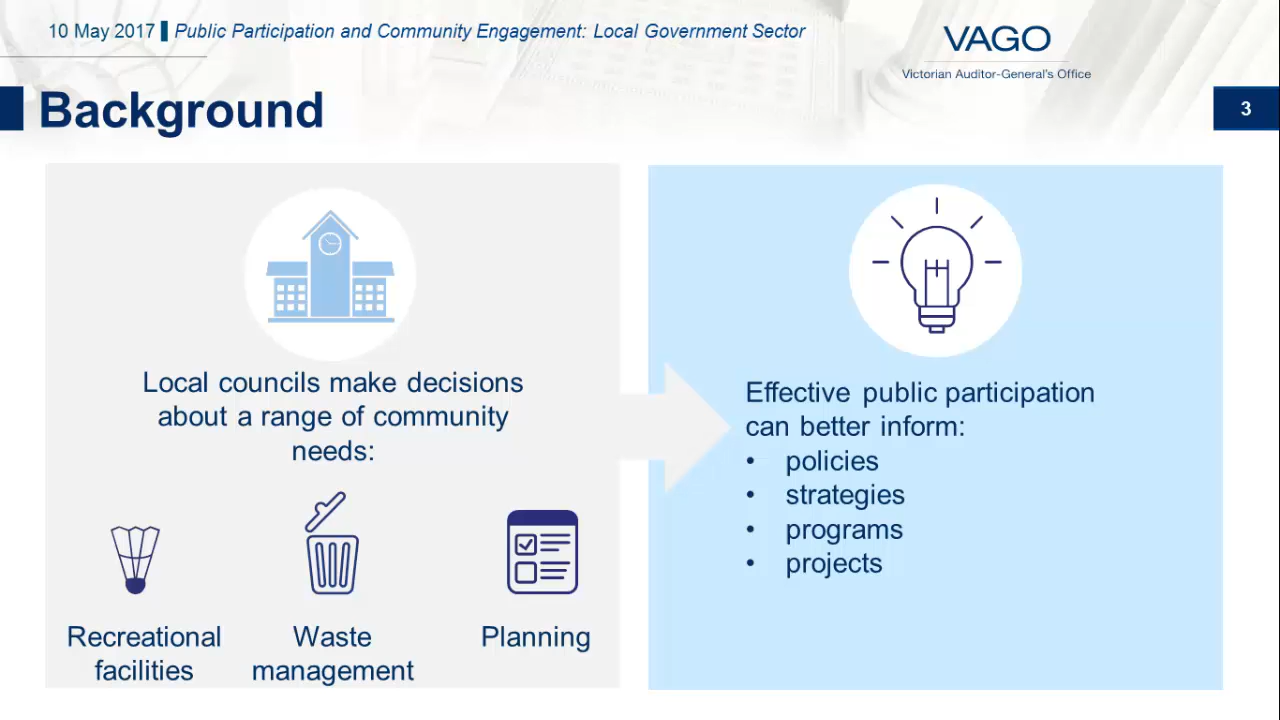 10 May 2017 Public Participation and Community Engagement: Local Government Sector
VAGO
Victorian Auditor-General's Office
Background
3
Local councils make decisions
about a range of community
needs:
Recreational
facilities
Waste
management
Planning
Effective public participation
can better inform:
• policies
• strategies
• programs
• projects